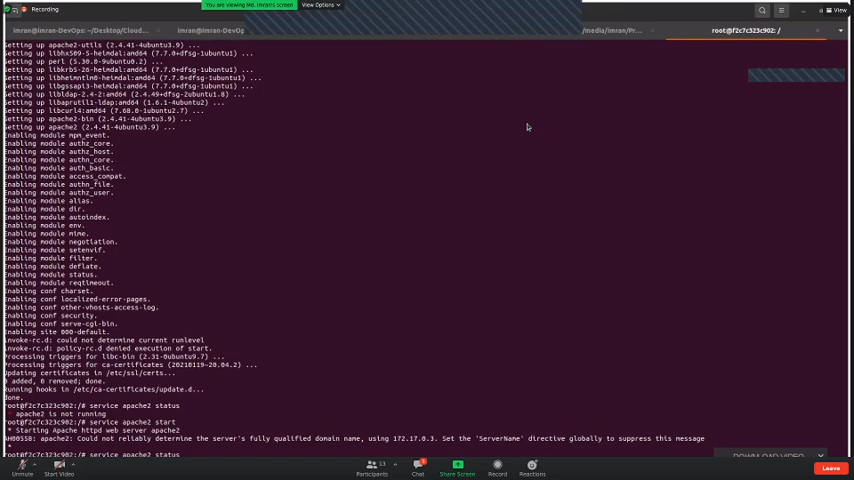 Recording
You are viewing Md. Imran's screen
View Options
View
imran@imran-DevOps: ~/Desktop/Cloud...
imran@imran-DevOp
/media/imran/Pr...
root@f2c7c323c902: /
Setting up apache2-utils (2.4.41-4ubuntu3.9) ...
Setting up libhx509-5-heimdal:amd64 (7.7.0+dfsg-1ubuntu1) ...
Setting up perl (5.30.0-9ubuntu0.2) ...
Setting up libkrb5-26-heimdal:amd64 (7.7.0+dfsg-1ubuntu1) ...
Setting up libheimntlm0-heimdal:amd64 (7.7.0+dfsg-1ubuntu1) ...
Setting up libgssapi3-heimdal:amd64 (7.7.0+dfsg-1ubuntu1) ...
Setting up libldap-2.4-2:amd64 (2.4.49+dfsg-2ubuntu1.8) ...
Setting up libaprutil1-ldap:amd64 (1.6.1-4ubuntu2) ...
Setting up libcurl4:amd64 (7.68.0-1ubuntu2.7) ...
Setting up apache2-bin (2.4.41-4ubuntu3.9) ...
Setting up apache2 (2.4.41-4ubuntu3.9) ...
Enabling module mpm_event.
Enabling module authz_core.
Enabling module authz_host.
Enabling module authn_core.
Enabling module auth_basic.
Enabling module access_compat.
Enabling module authn_file.
Enabling module authz_user.
Enabling module alias.
Enabling module dir.
Enabling module autoindex.
Enabling module env.
Enabling module mime.
Enabling module negotiation.
Enabling module setenvif.
Enabling module filter.
Enabling module deflate.
Enabling module status.
Enabling module reqtimeout.
Enabling conf charset.
Enabling conf localized-error-pages.
Enabling conf other-vhosts-access-log.
Enabling conf security.
Enabling conf serve-cgi-bin.
Enabling site 000-default.
invoke-rc.d: could not determine current runlevel
invoke-rc.d: policy-rc.d denied execution of start.
Processing triggers for libc-bin (2.31-0ubuntu9.7) ...
Processing triggers for ca-certificates (20210119~20.04.2) ...
Updating certificates in /etc/ssl/certs...
0 added, 0 removed; done.
Running hooks in /etc/ca-certificates/update.d...
done.
root@f2c7c323c902:/# service apache2 status
* apache2 is not running
root@f2c7c323c902:/# service apache2 start
* Starting Apache httpd web server apache2
AH00558: apache2: Could not reliably determine the server's fully qualified domain name, using 172.17.0.3. Set the 'ServerName' directive globally to suppress this message
*
root@f2c7c323c902:/# service apache2 status
DOWNLOAD VIDEO
Unmute
Start Video
13
Participants
Chat
Share Screen
Record
Reactions
Leave